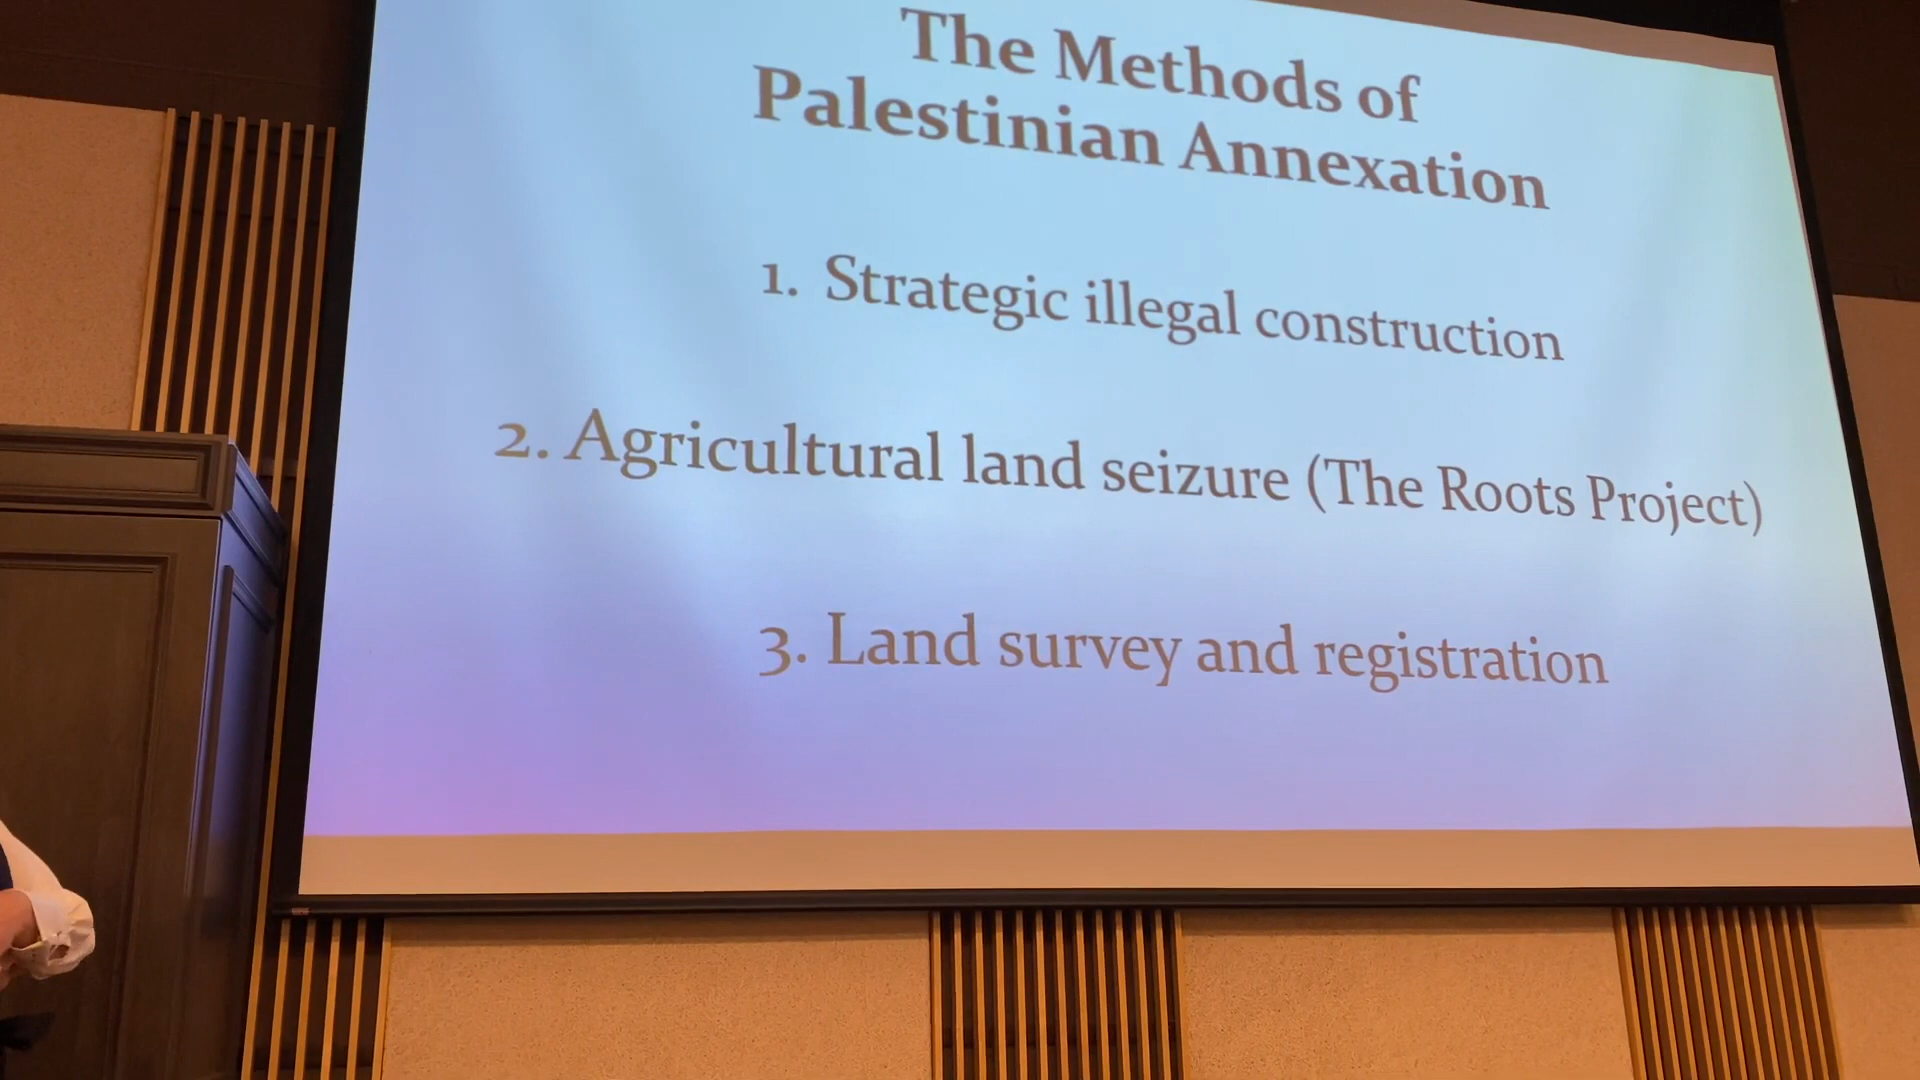 The Methods of
Palestinian Annexation
1. Strategic illegal construction
2. Agricultural land seizure (The Roots Project)
3. Land survey and registration